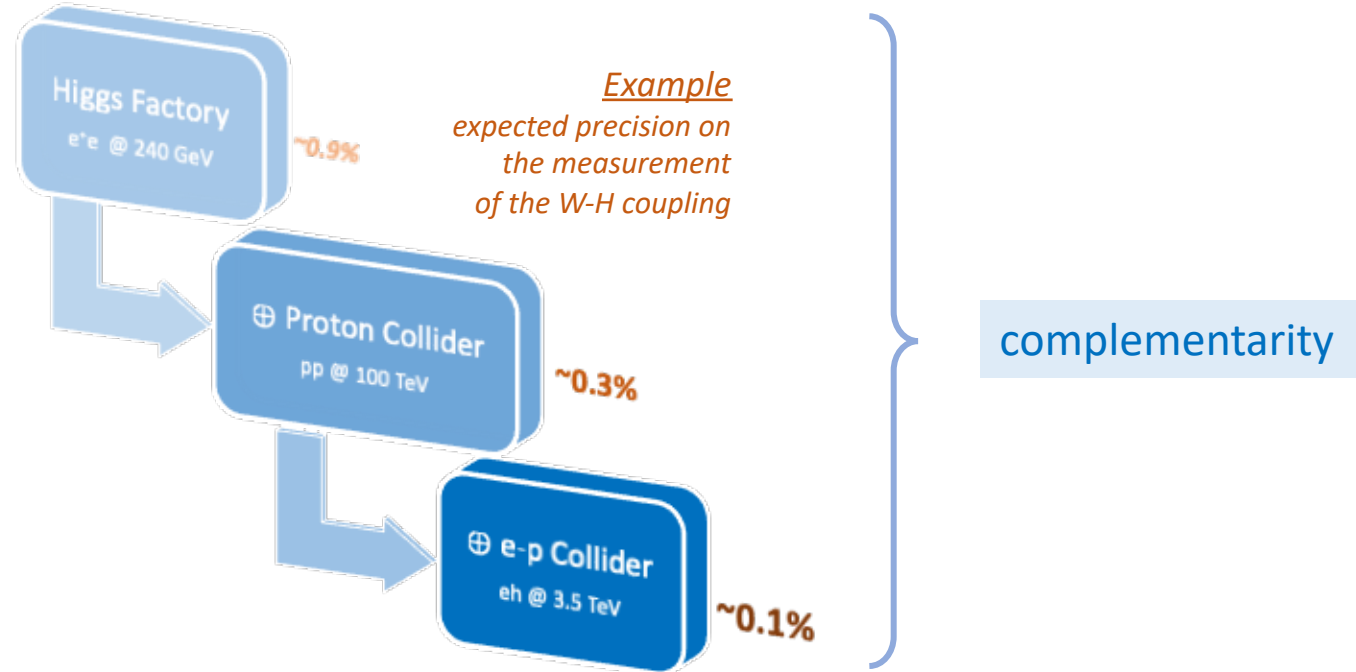 Higgs Factory
e⁺e @ 240 GeV
~0.9%
Example
expected precision on
the measurement
of the W-H coupling
⊕ Proton Collider
pp @ 100 TeV
~0.3%
⊕ e-p Collider
eh @ 3.5 TeV
~0.1%
complementarity